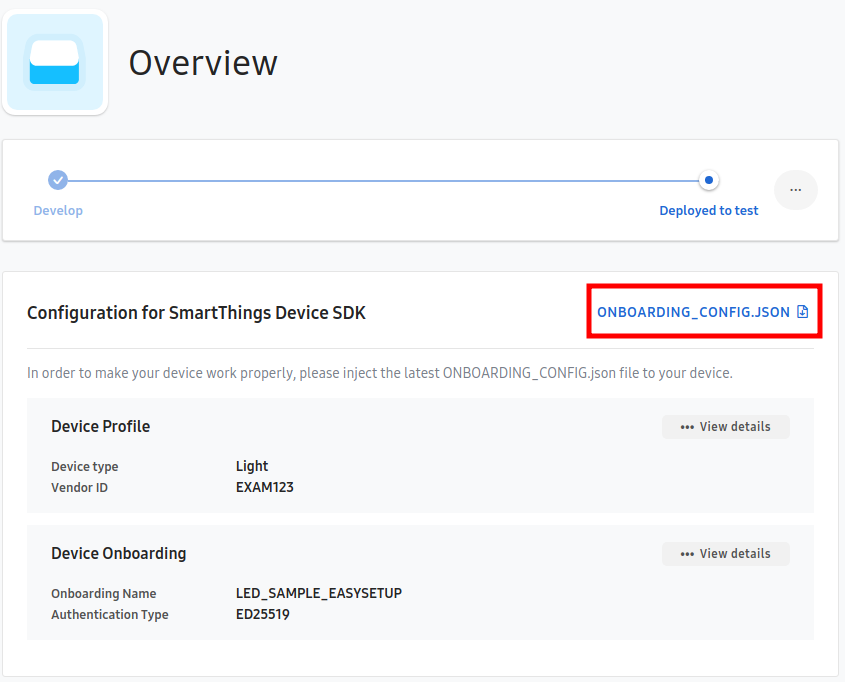 Overview
Develop
Deployed to test
...
Configuration for SmartThings Device SDK
ONBOARDING_CONFIG.JSON
In order to make your device work properly, please inject the latest ONBOARDING_CONFIG.json file to your device.
Device Profile
••• View details
Device type Light
Vendor ID EXAM123
Device Onboarding
••• View details
Onboarding Name LED_SAMPLE_EASYSETUP
Authentication Type ED25519